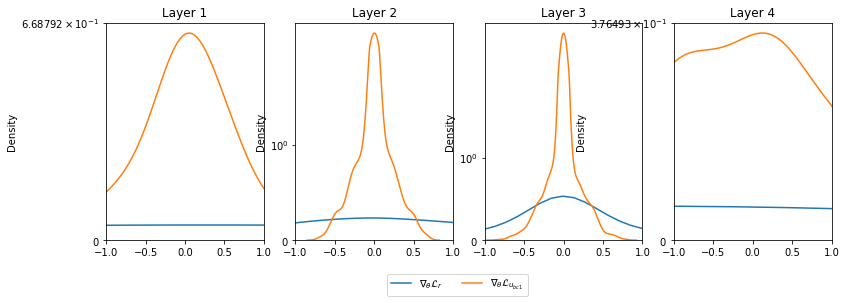 Layer 1 Layer 2 Layer 3 Layer 4
6.68792 × 10⁻¹ 3.76493 × 10⁻¹
Density Density Density
10⁰ 10⁰
0 0 0 0
−1.0 −0.5 0.0 0.5 1.0 −1.0 −0.5 0.0 0.5 1.0 −1.0 −0.5 0.0 0.5 1.0 −1.0 −0.5 0.0 0.5 1.0
∇θℒr ∇θℒu_bc1